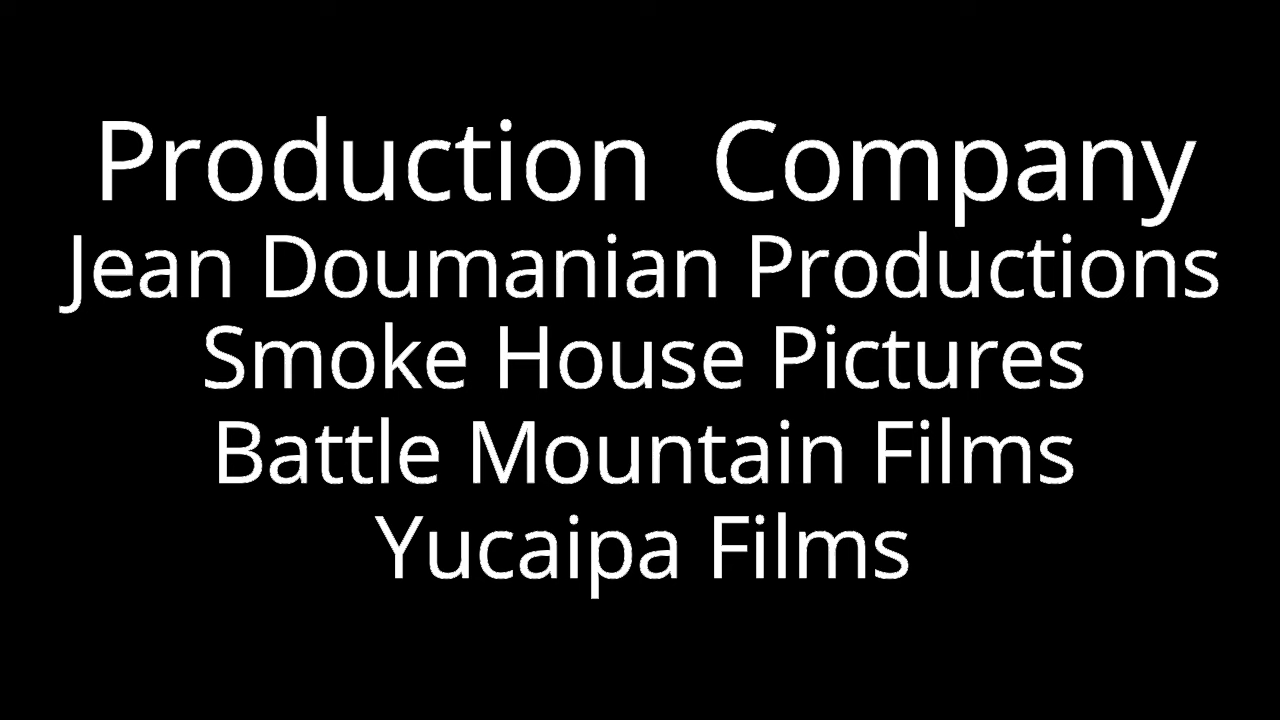 Production Company
Jean Doumanian Productions
Smoke House Pictures
Battle Mountain Films
Yucaipa Films